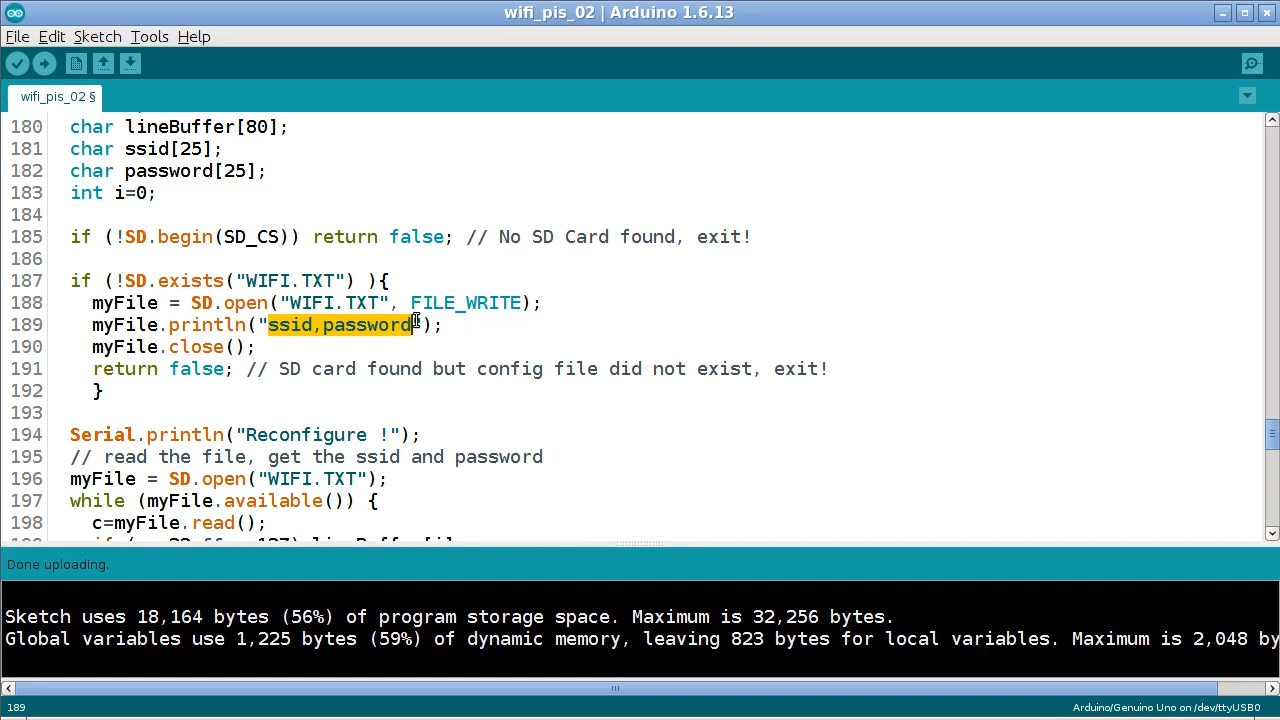 wifi_pis_02 | Arduino 1.6.13
File Edit Sketch Tools Help
wifi_pis_02 §
180 char lineBuffer[80];
181 char ssid[25];
182 char password[25];
183 int i=0;
184
185 if (!SD.begin(SD_CS)) return false; // No SD Card found, exit!
186
187 if (!SD.exists("WIFI.TXT") ){
188 myFile = SD.open("WIFI.TXT", FILE_WRITE);
189 myFile.println("ssid,password");
190 myFile.close();
191 return false; // SD card found but config file did not exist, exit!
192 }
193
194 Serial.println("Reconfigure !");
195 // read the file, get the ssid and password
196 myFile = SD.open("WIFI.TXT");
197 while (myFile.available()) {
198 c=myFile.read();
Done uploading.
Sketch uses 18,164 bytes (56%) of program storage space. Maximum is 32,256 bytes.
Global variables use 1,225 bytes (59%) of dynamic memory, leaving 823 bytes for local variables. Maximum is 2,048 by
189
Arduino/Genuino Uno on /dev/ttyUSB0